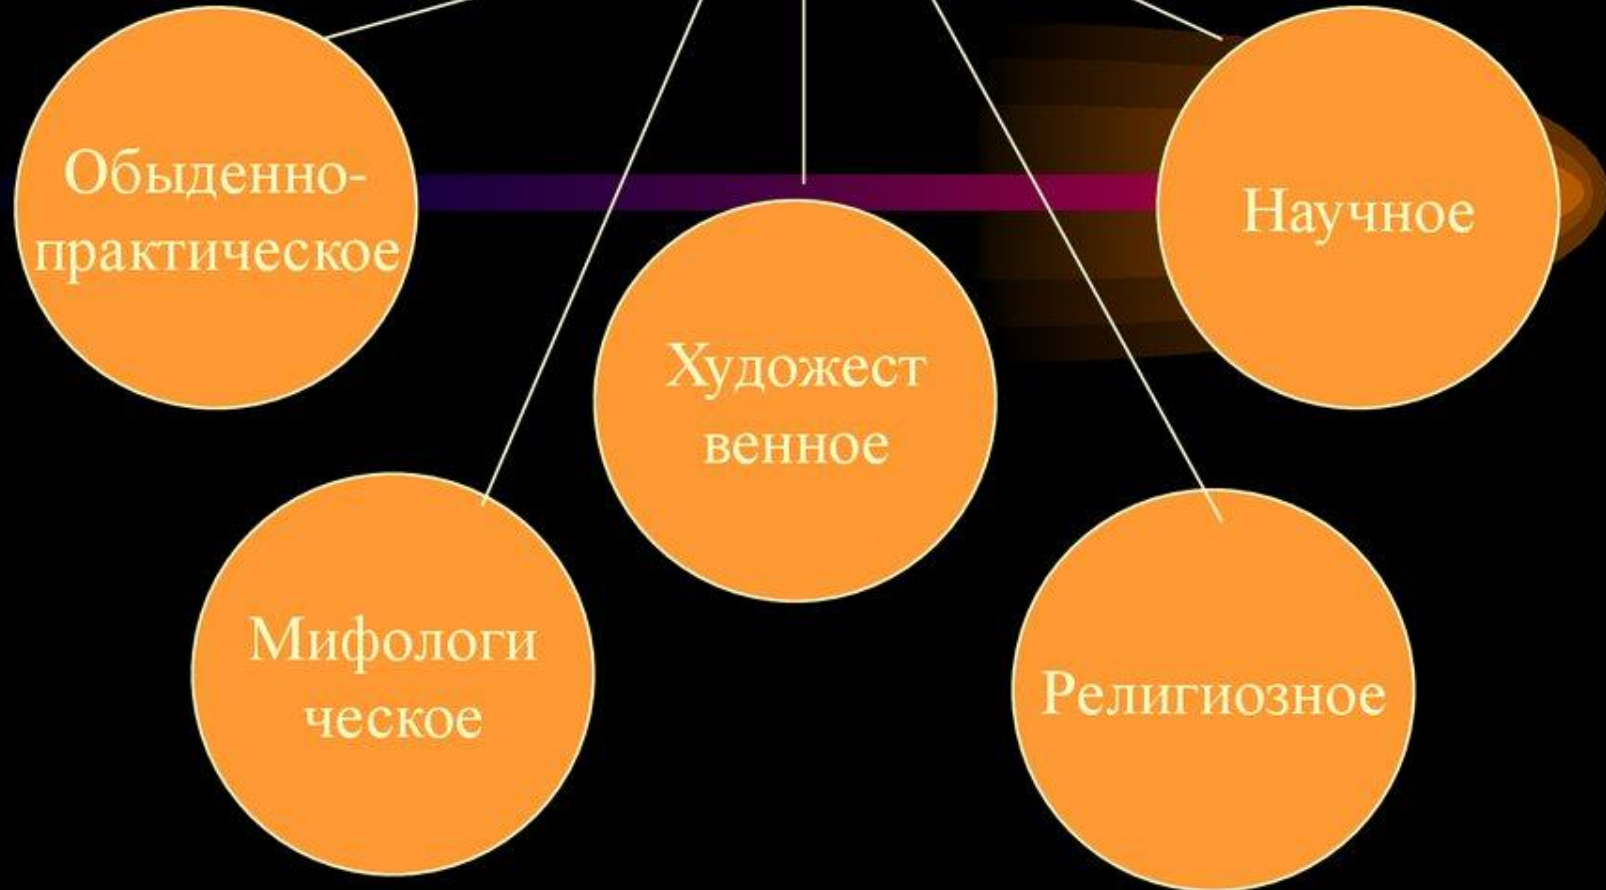 Обыденно-
практическое
Научное
Художест
венное
Мифологи
ческое
Религиозное